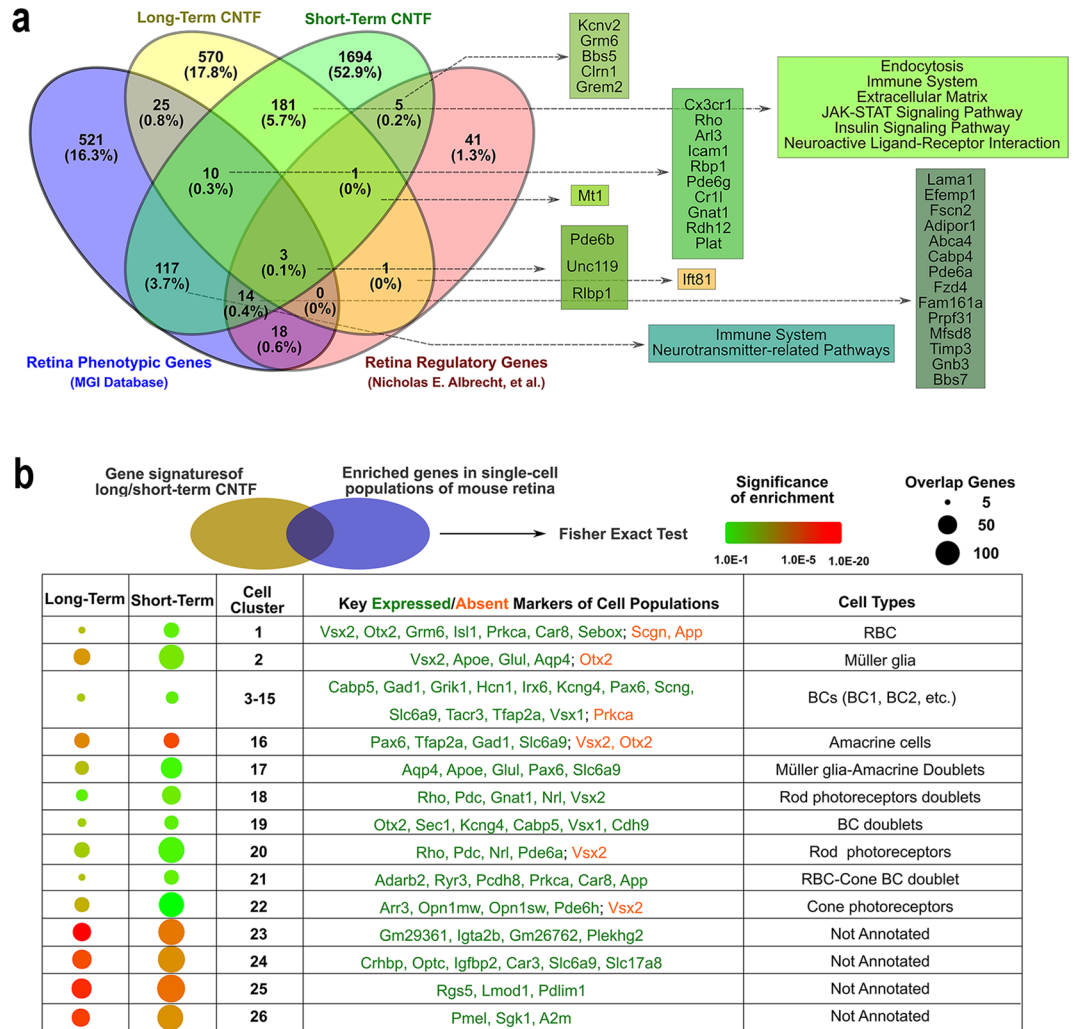 a
Long-Term CNTF
Short-Term CNTF
570
(17.8%)
1694
(52.9%)
25
(0.8%)
181
(5.7%)
5
(0.2%)
521
(16.3%)
41
(1.3%)
10
(0.3%)
1
(0%)
117
(3.7%)
3
(0.1%)
1
(0%)
14
(0.4%)
0
(0%)
18
(0.6%)
Retina Phenotypic Genes
(MGI Database)
Retina Regulatory Genes
(Nicholas E. Albrecht, et al.)
Kcnv2
Grm6
Bbs5
Clrn1
Grem2
Endocytosis
Immune System
Extracellular Matrix
JAK-STAT Signaling Pathway
Insulin Signaling Pathway
Neuroactive Ligand-Receptor Interaction
Cx3cr1
Rho
Arl3
Icam1
Rbp1
Pde6g
Cr1l
Gnat1
Rdh12
Plat
Mt1
Pde6b
Unc119
Rlbp1
Ift81
Immune System
Neurotransmitter-related Pathways
Lama1
Efemp1
Fscn2
Adipor1
Abca4
Cabp4
Pde6a
Fzd4
Fam161a
Prpf31
Mfsd8
Timp3
Gnb3
Bbs7
b
Gene signaturesof
long/short-term CNTF
Enriched genes in single-cell
populations of mouse retina
Fisher Exact Test
Significance
of enrichment
1.0E-1 1.0E-5 1.0E-20
Overlap Genes
5
50
100
Long-Term Short-Term Cell Cluster Key Expressed/Absent Markers of Cell Populations Cell Types
1 Vsx2, Otx2, Grm6, Isl1, Prkca, Car8, Sebox; Scgn, App RBC
2 Vsx2, Apoe, Glul, Aqp4; Otx2 Müller glia
3-15 Cabp5, Gad1, Grik1, Hcn1, Irx6, Kcng4, Pax6, Scng,
Slc6a9, Tacr3, Tfap2a, Vsx1; Prkca BCs (BC1, BC2, etc.)
16 Pax6, Tfap2a, Gad1, Slc6a9; Vsx2, Otx2 Amacrine cells
17 Aqp4, Apoe, Glul, Pax6, Slc6a9 Müller glia-Amacrine Doublets
18 Rho, Pdc, Gnat1, Nrl, Vsx2 Rod photoreceptors doublets
19 Otx2, Sec1, Kcng4, Cabp5, Vsx1, Cdh9 BC doublets
20 Rho, Pdc, Nrl, Pde6a; Vsx2 Rod photoreceptors
21 Adarb2, Ryr3, Pcdh8, Prkca, Car8, App RBC-Cone BC doublet
22 Arr3, Opn1mw, Opn1sw, Pde6h; Vsx2 Cone photoreceptors
23 Gm29361, Igta2b, Gm26762, Plekhg2 Not Annotated
24 Crhbp, Optc, Igfbp2, Car3, Slc6a9, Slc17a8 Not Annotated
25 Rgs5, Lmod1, Pdlim1 Not Annotated
26 Pmel, Sgk1, A2m Not Annotated